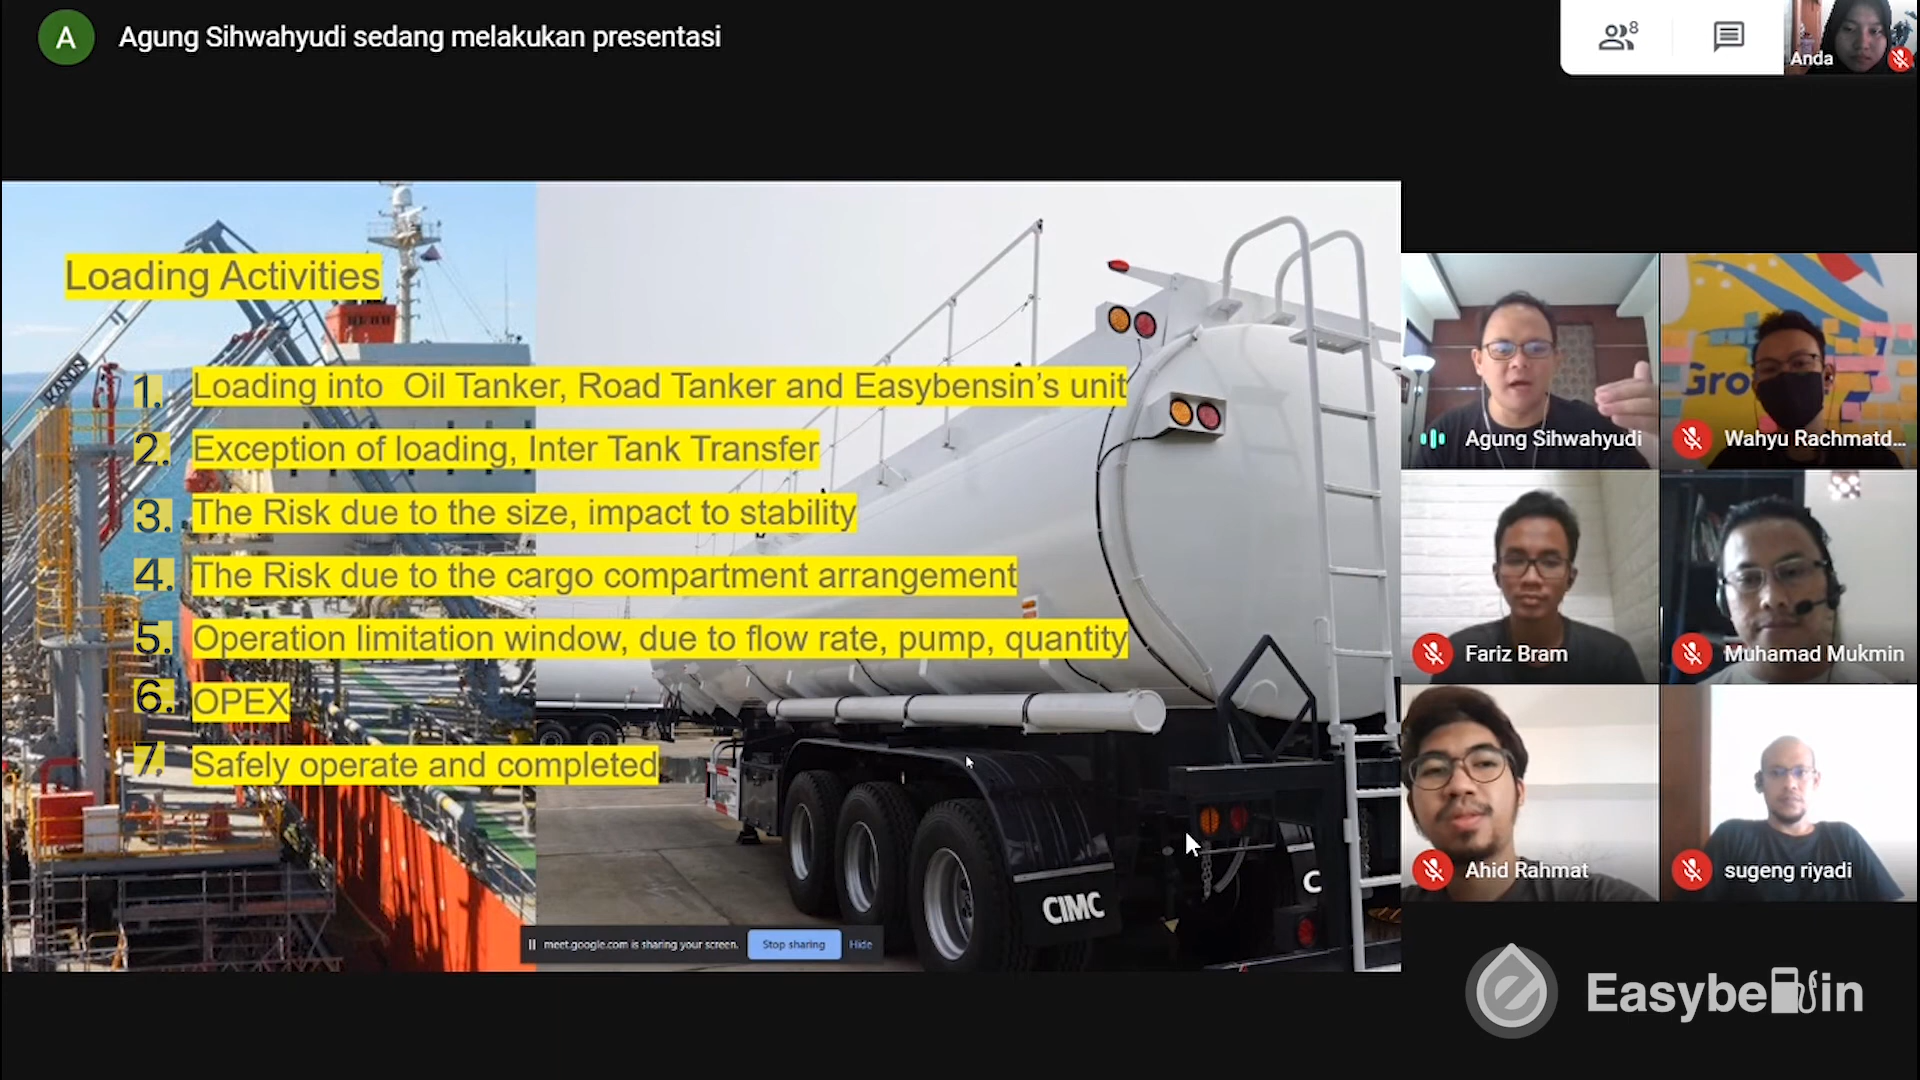 A
Agung Sihwahyudi sedang melakukan presentasi
8
Anda
Loading Activities
KANON
1. Loading into Oil Tanker, Road Tanker and Easybensin's unit
2. Exception of loading, Inter Tank Transfer
3. The Risk due to the size, impact to stability
4. The Risk due to the cargo compartment arrangement
5. Operation limitation window, due to flow rate, pump, quantity
6. OPEX
7. Safely operate and completed
CIMC
C
meet.google.com is sharing your screen. Stop sharing Hide
Gro
Agung Sihwahyudi
Wahyu Rachmatd...
Fariz Bram
Muhamad Mukmin
Ahid Rahmat
sugeng riyadi
Easybensin